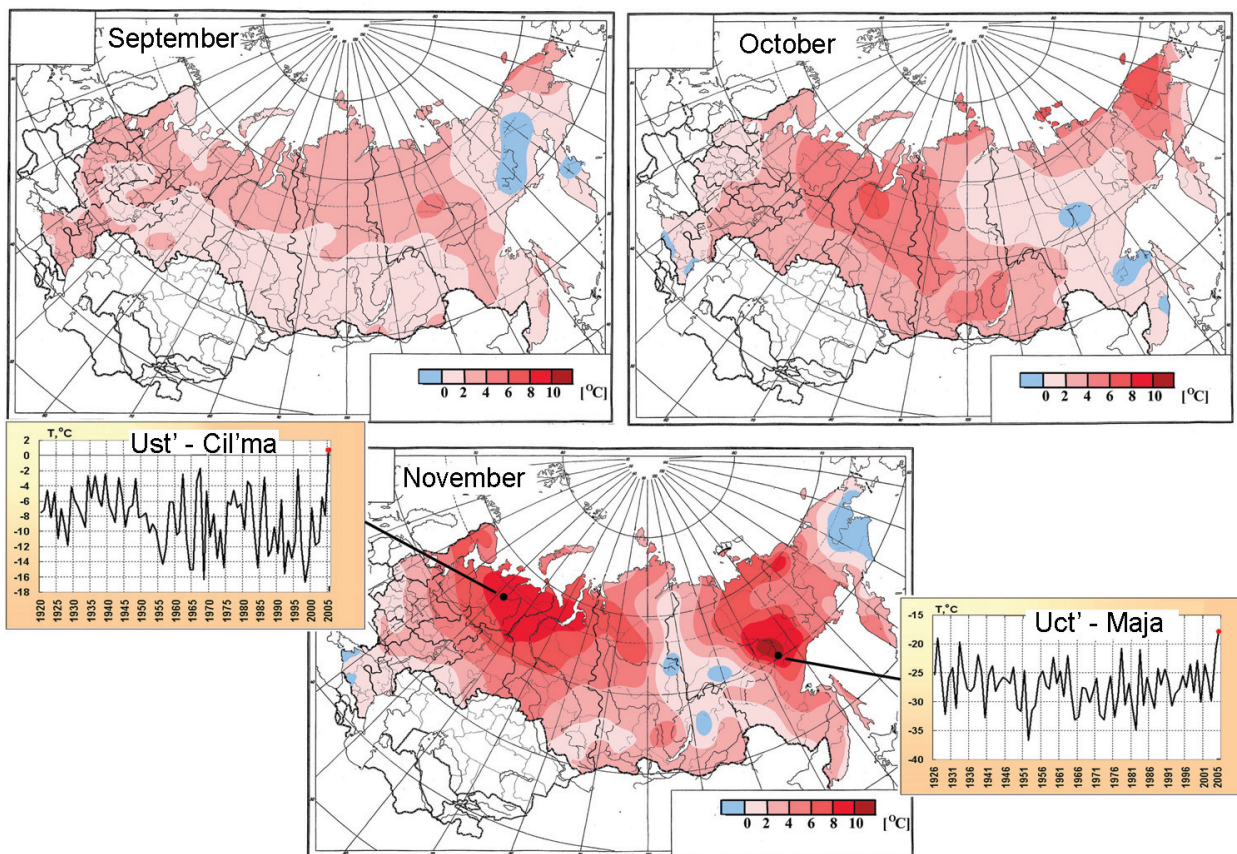 September
October
0 2 4 6 8 10 [°C]
0 2 4 6 8 10 [°C]
T,°C
Ust' - Cil'ma
2
0
-2
-4
-6
-8
-10
-12
-14
-16
-18
1920 1925 1930 1935 1940 1945 1950 1955 1960 1965 1970 1975 1980 1985 1990 1995 2000 2005
November
0 2 4 6 8 10 [°C]
T,°C
Uct' - Maja
-15
-20
-25
-30
-35
-40
1926 1931 1936 1941 1946 1951 1956 1961 1966 1971 1976 1981 1986 1991 1996 2001 2005